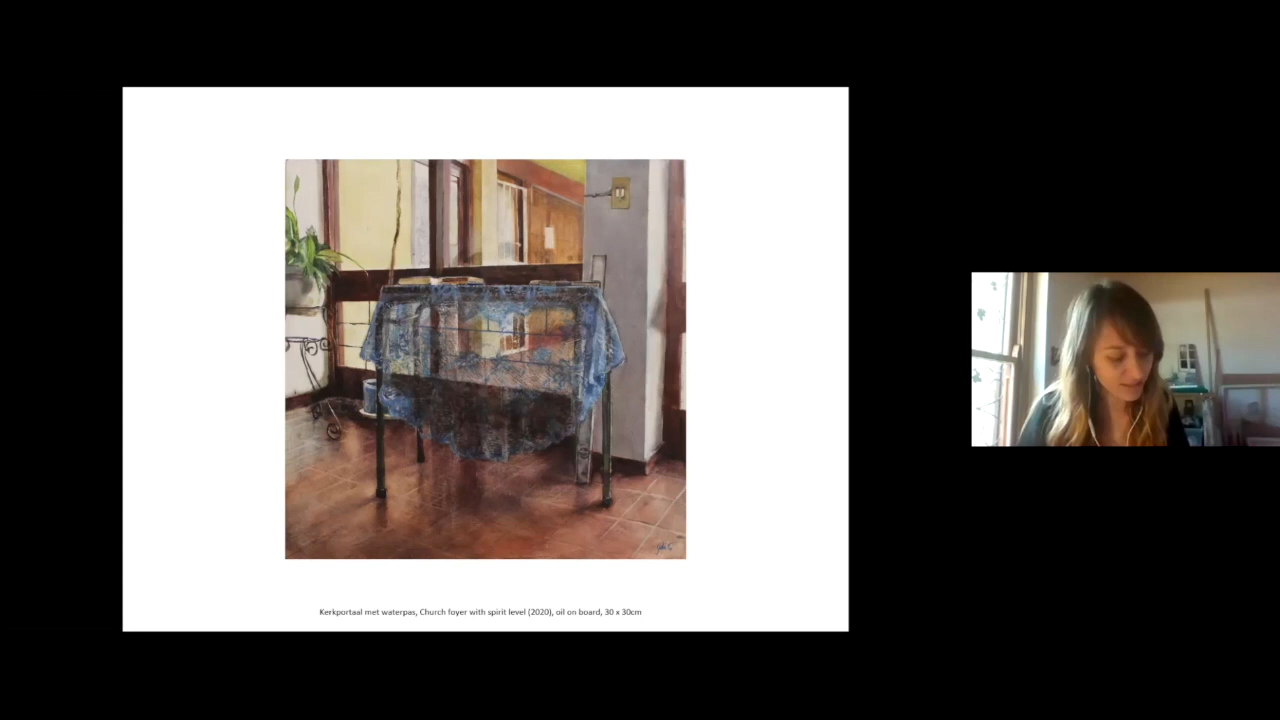 Kerkportaal met waterpas, Church foyer with spirit level (2020), oil on board, 30 x 30cm